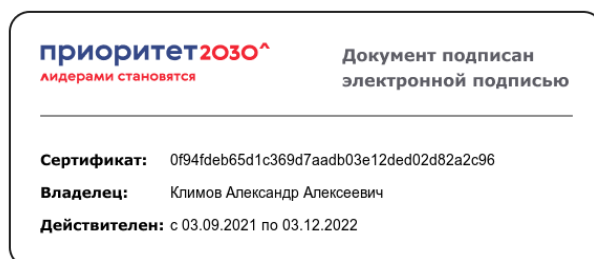 приоритет2030^
лидерами становятся
Документ подписан
электронной подписью
Сертификат: 0f94fdeb65d1c369d7aadb03e12ded02d82a2c96
Владелец: Климов Александр Алексеевич
Действителен: с 03.09.2021 по 03.12.2022